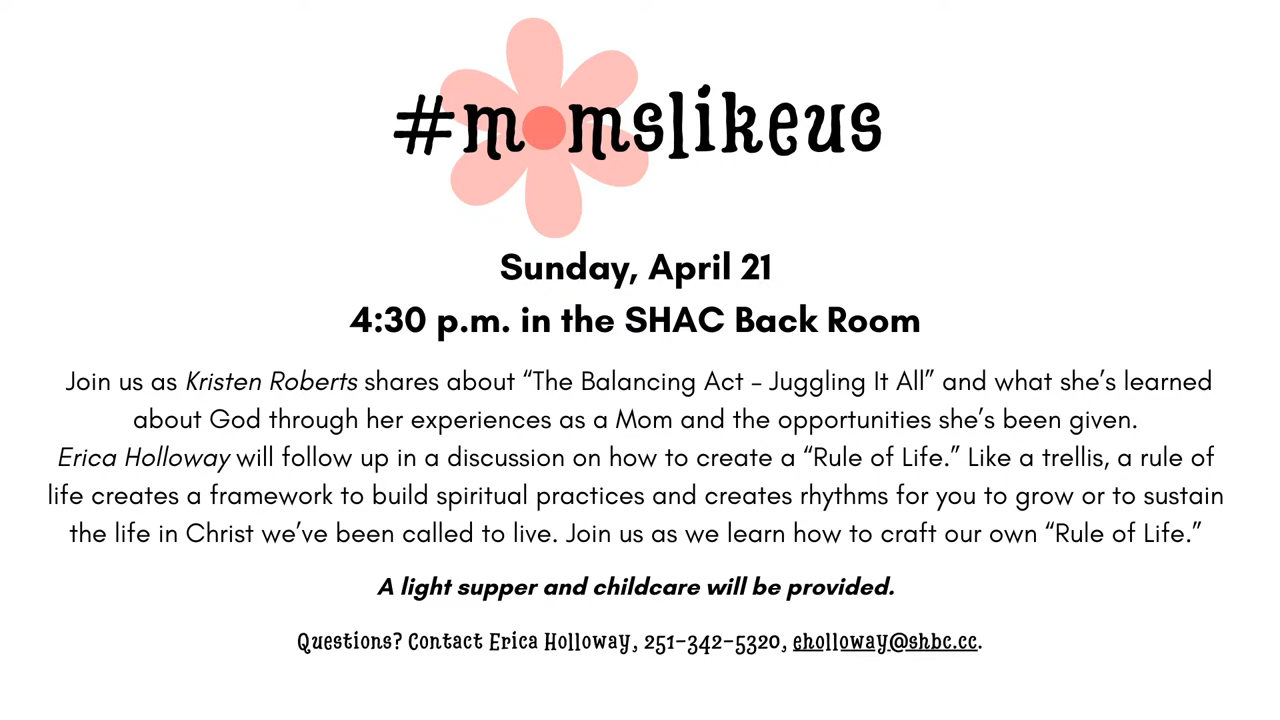 #momslikeus
Sunday, April 21
4:30 p.m. in the SHAC Back Room
Join us as Kristen Roberts shares about “The Balancing Act – Juggling It All” and what she’s learned
about God through her experiences as a Mom and the opportunities she’s been given.
Erica Holloway will follow up in a discussion on how to create a “Rule of Life.” Like a trellis, a rule of
life creates a framework to build spiritual practices and creates rhythms for you to grow or to sustain
the life in Christ we’ve been called to live. Join us as we learn how to craft our own “Rule of Life.”
A light supper and childcare will be provided.
Questions? Contact Erica Holloway, 251-342-5320, eholloway@shbc.cc.